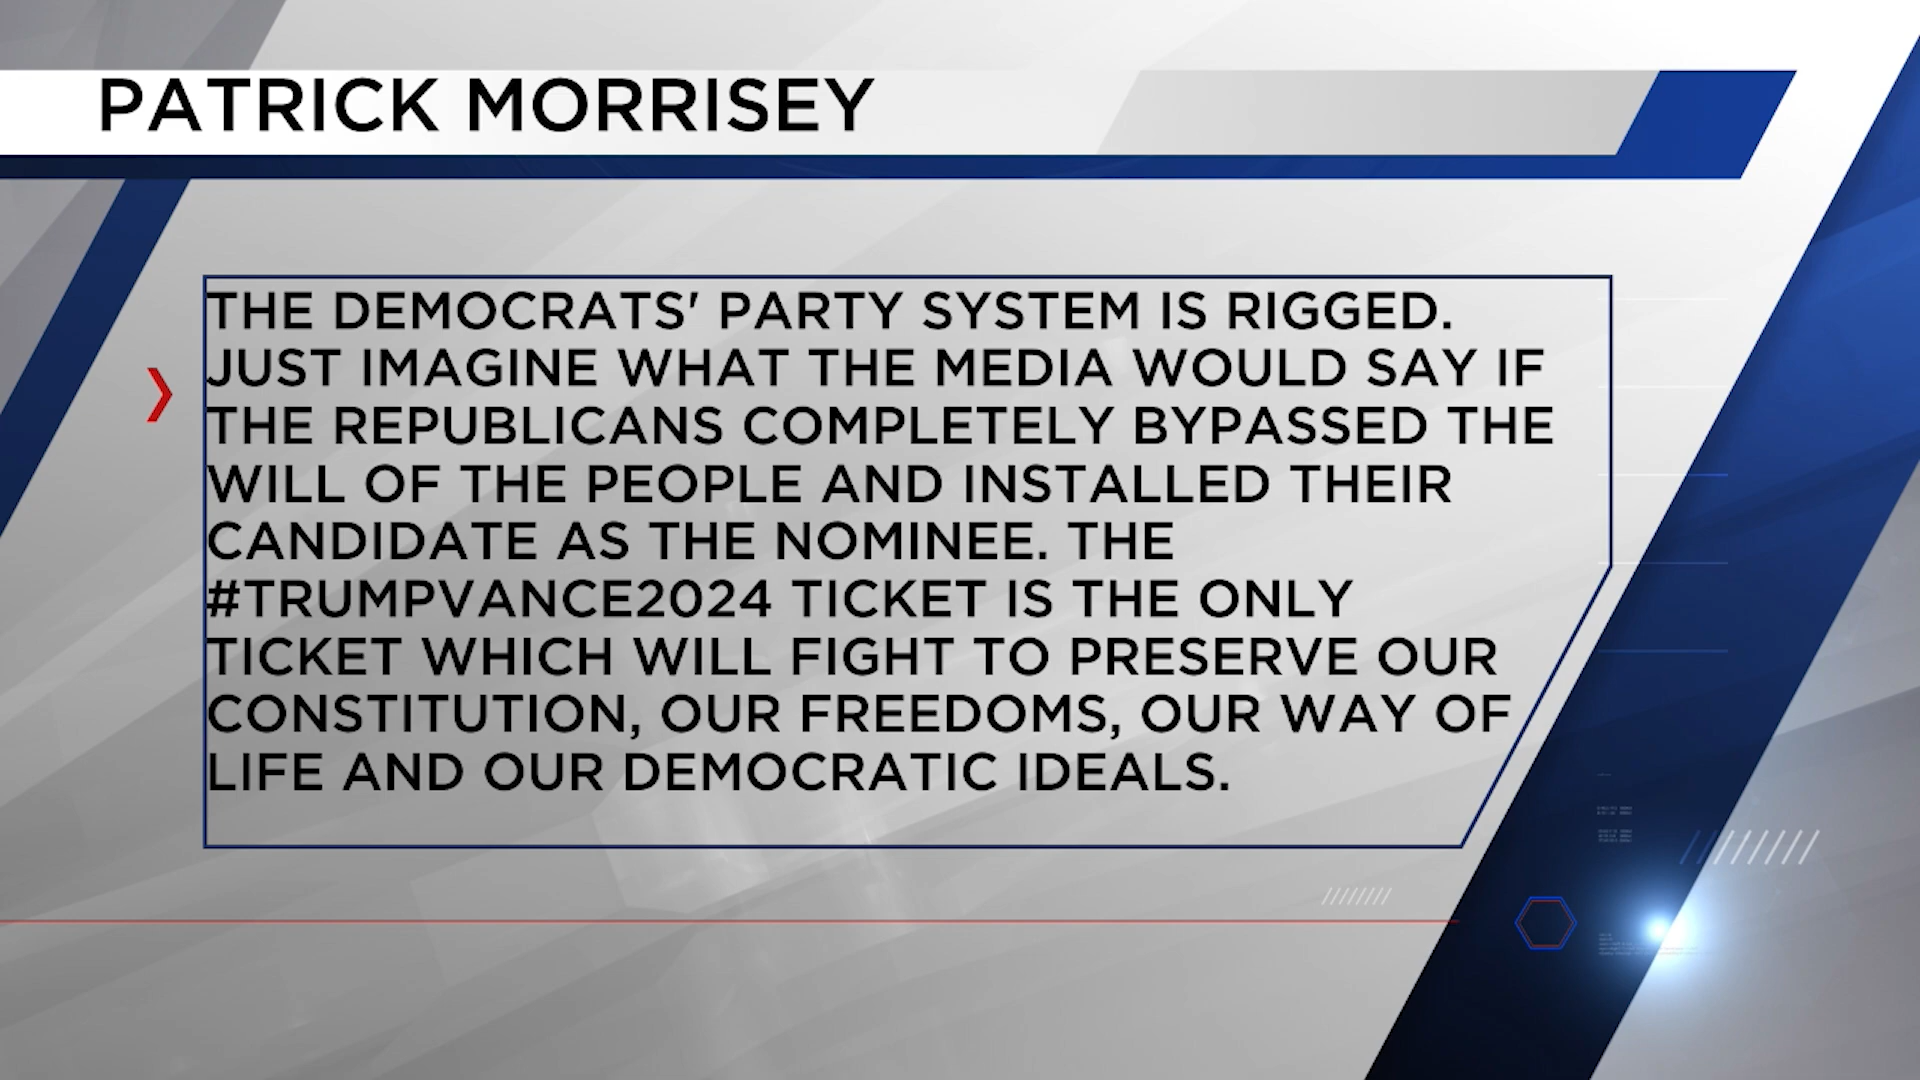 PATRICK MORRISEY
THE DEMOCRATS' PARTY SYSTEM IS RIGGED.
JUST IMAGINE WHAT THE MEDIA WOULD SAY IF
THE REPUBLICANS COMPLETELY BYPASSED THE
WILL OF THE PEOPLE AND INSTALLED THEIR
CANDIDATE AS THE NOMINEE. THE
#TRUMPVANCE2024 TICKET IS THE ONLY
TICKET WHICH WILL FIGHT TO PRESERVE OUR
CONSTITUTION, OUR FREEDOMS, OUR WAY OF
LIFE AND OUR DEMOCRATIC IDEALS.